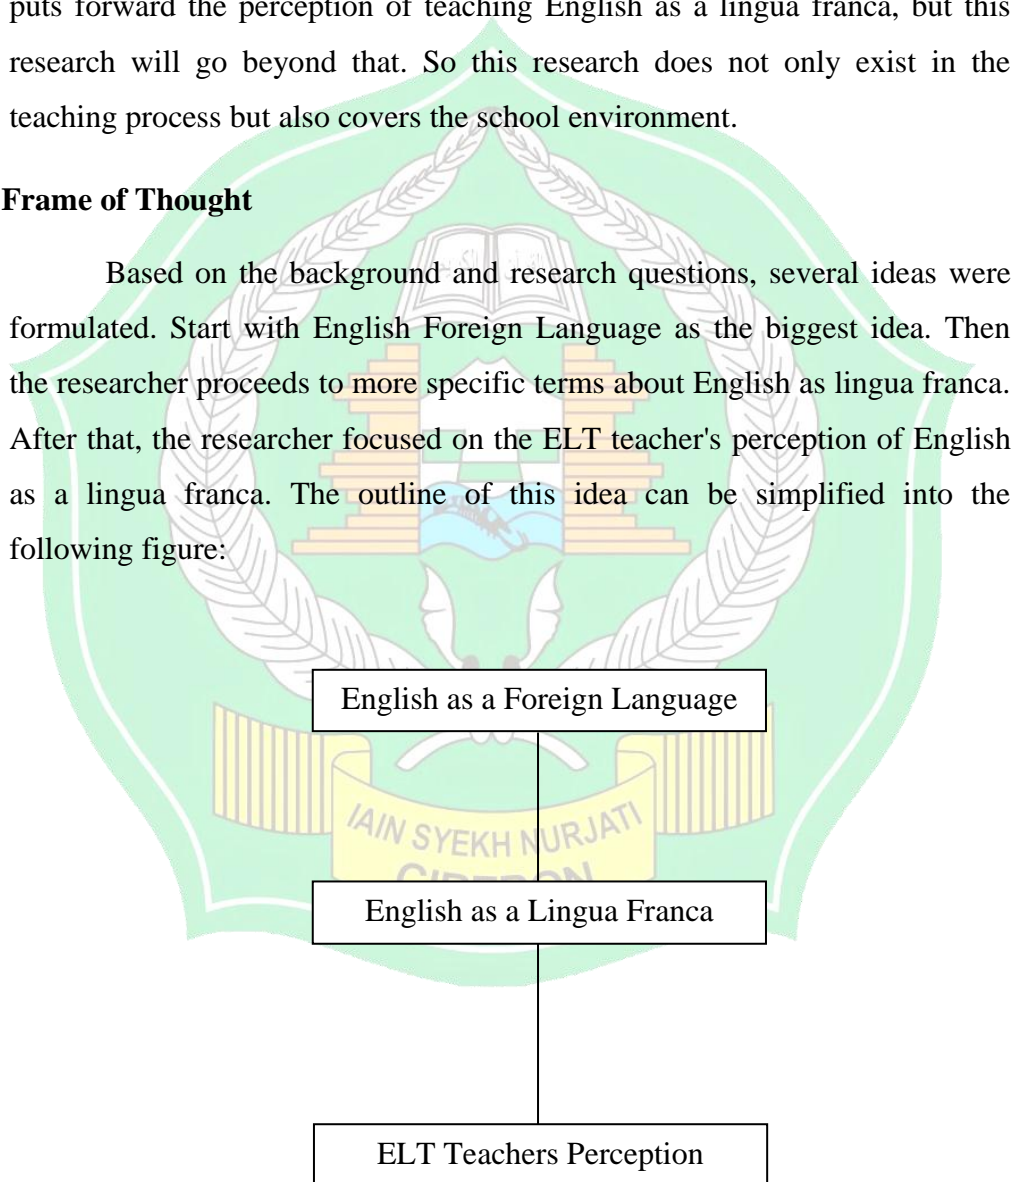 puts forward the perception of teaching English as a lingua franca, but this
research will go beyond that. So this research does not only exist in the
teaching process but also covers the school environment.
Frame of Thought
Based on the background and research questions, several ideas were
formulated. Start with English Foreign Language as the biggest idea. Then
the researcher proceeds to more specific terms about English as lingua franca.
After that, the researcher focused on the ELT teacher's perception of English
as a lingua franca. The outline of this idea can be simplified into the
following figure:
English as a Foreign Language
IAIN SYEKH NURJATI
CIREBON
English as a Lingua Franca
ELT Teachers Perception